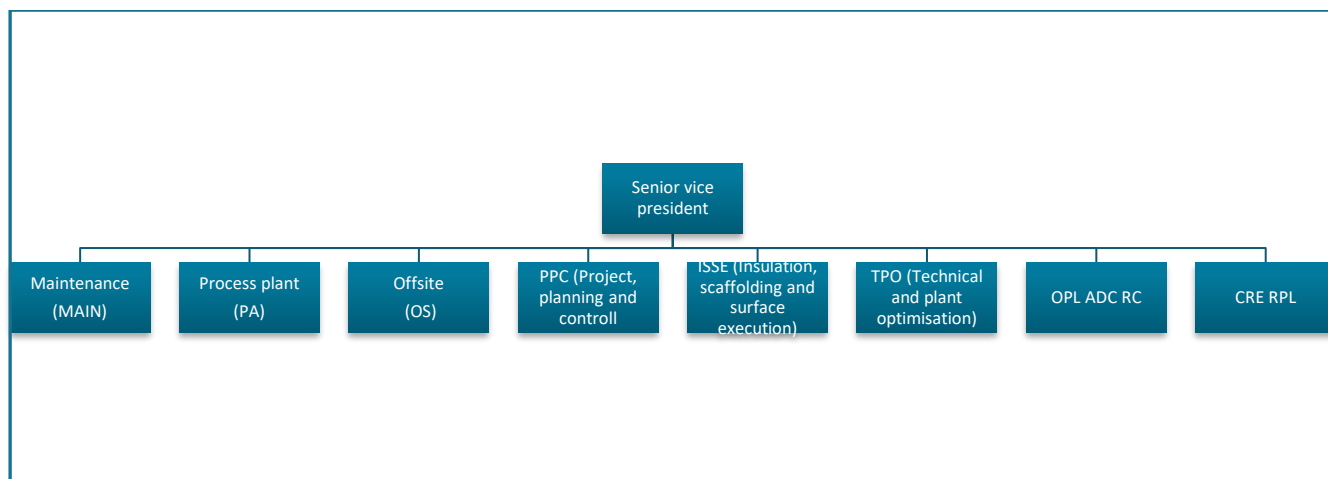 Senior vice
president
Maintenance
(MAIN)
Process plant
(PA)
Offsite
(OS)
PPC (Project,
planning and
controll
ISSE (Insulation,
scaffolding and
surface
execution)
TPO (Technical
and plant
optimisation)
OPL ADC RC
CRE RPL